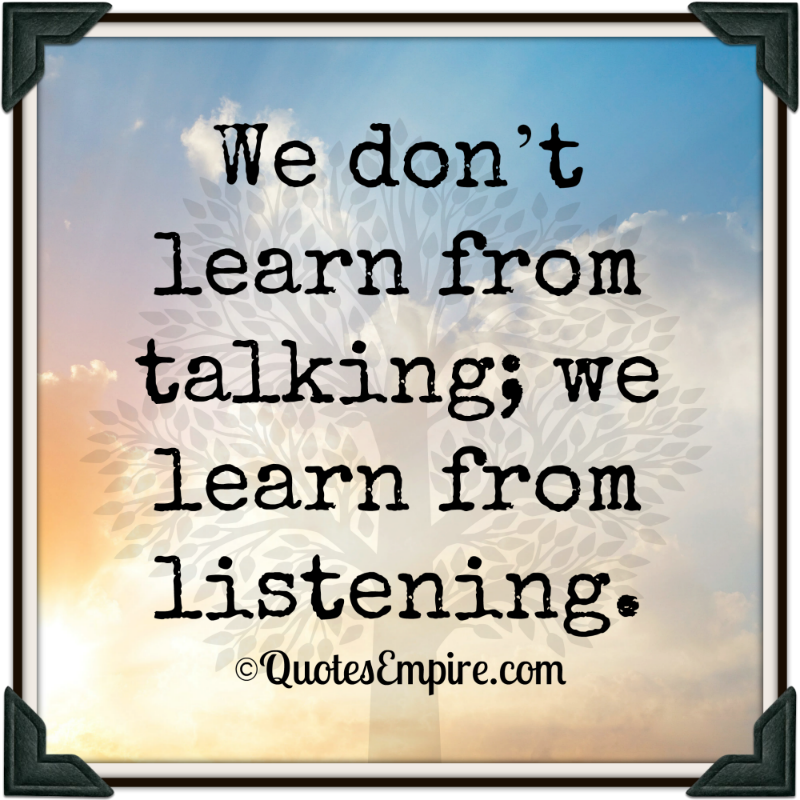 We don’t
learn from
talking; we
learn from
listening.
©QuotesEmpire.com